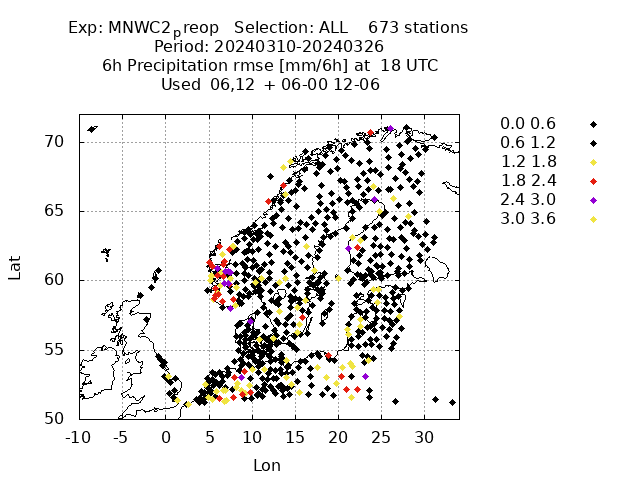 Exp: MNWC2preop Selection: ALL 673 stations
Period: 20240310-20240326
6h Precipitation rmse [mm/6h] at 18 UTC
Used 06,12 + 06-00 12-06
0.0 0.6
0.6 1.2
1.2 1.8
1.8 2.4
2.4 3.0
3.0 3.6
70
65
60
55
50
-10 -5 0 5 10 15 20 25 30
Lat
Lon